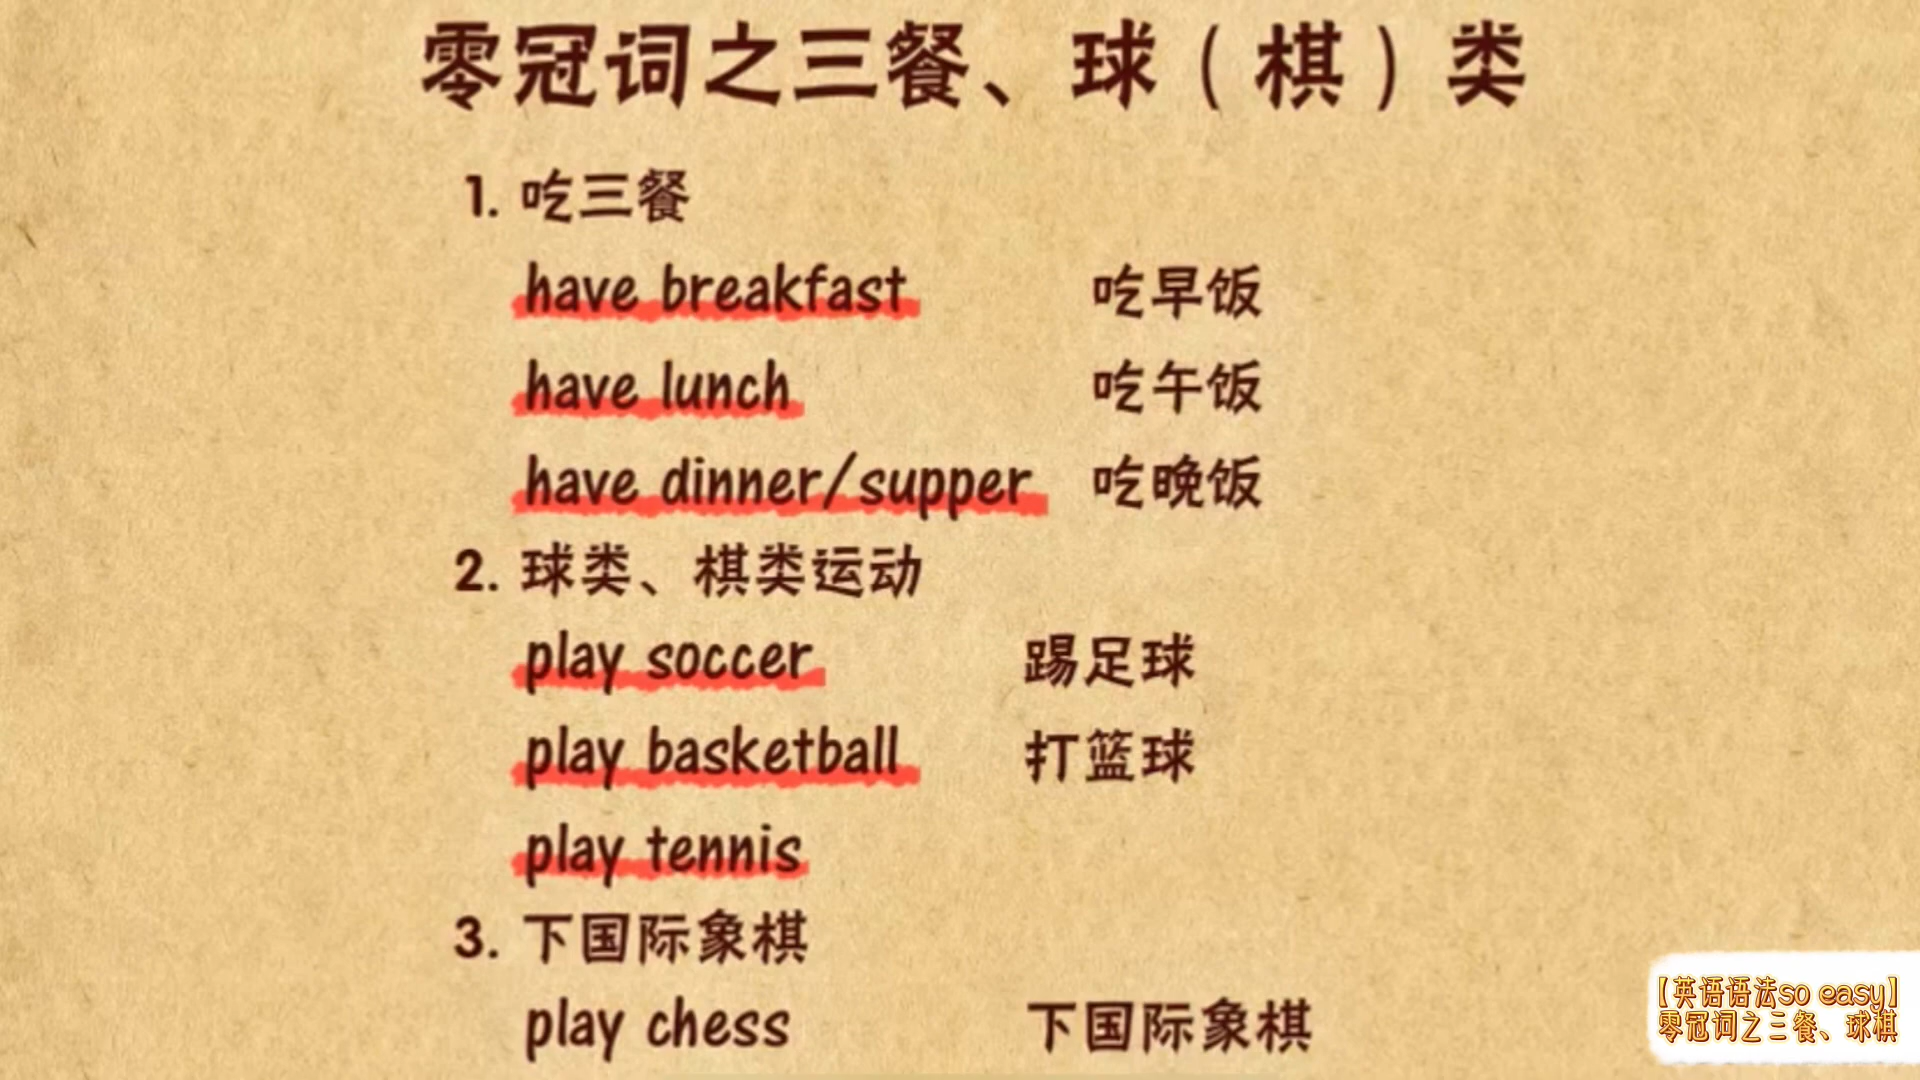 零冠词之三餐、球（棋）类
1. 吃三餐
have breakfast 吃早饭
have lunch 吃午饭
have dinner/supper 吃晚饭
2. 球类、棋类运动
play soccer 踢足球
play basketball 打篮球
play tennis
3. 下国际象棋
play chess 下国际象棋
【英语语法so easy】
零冠词之三餐、球棋